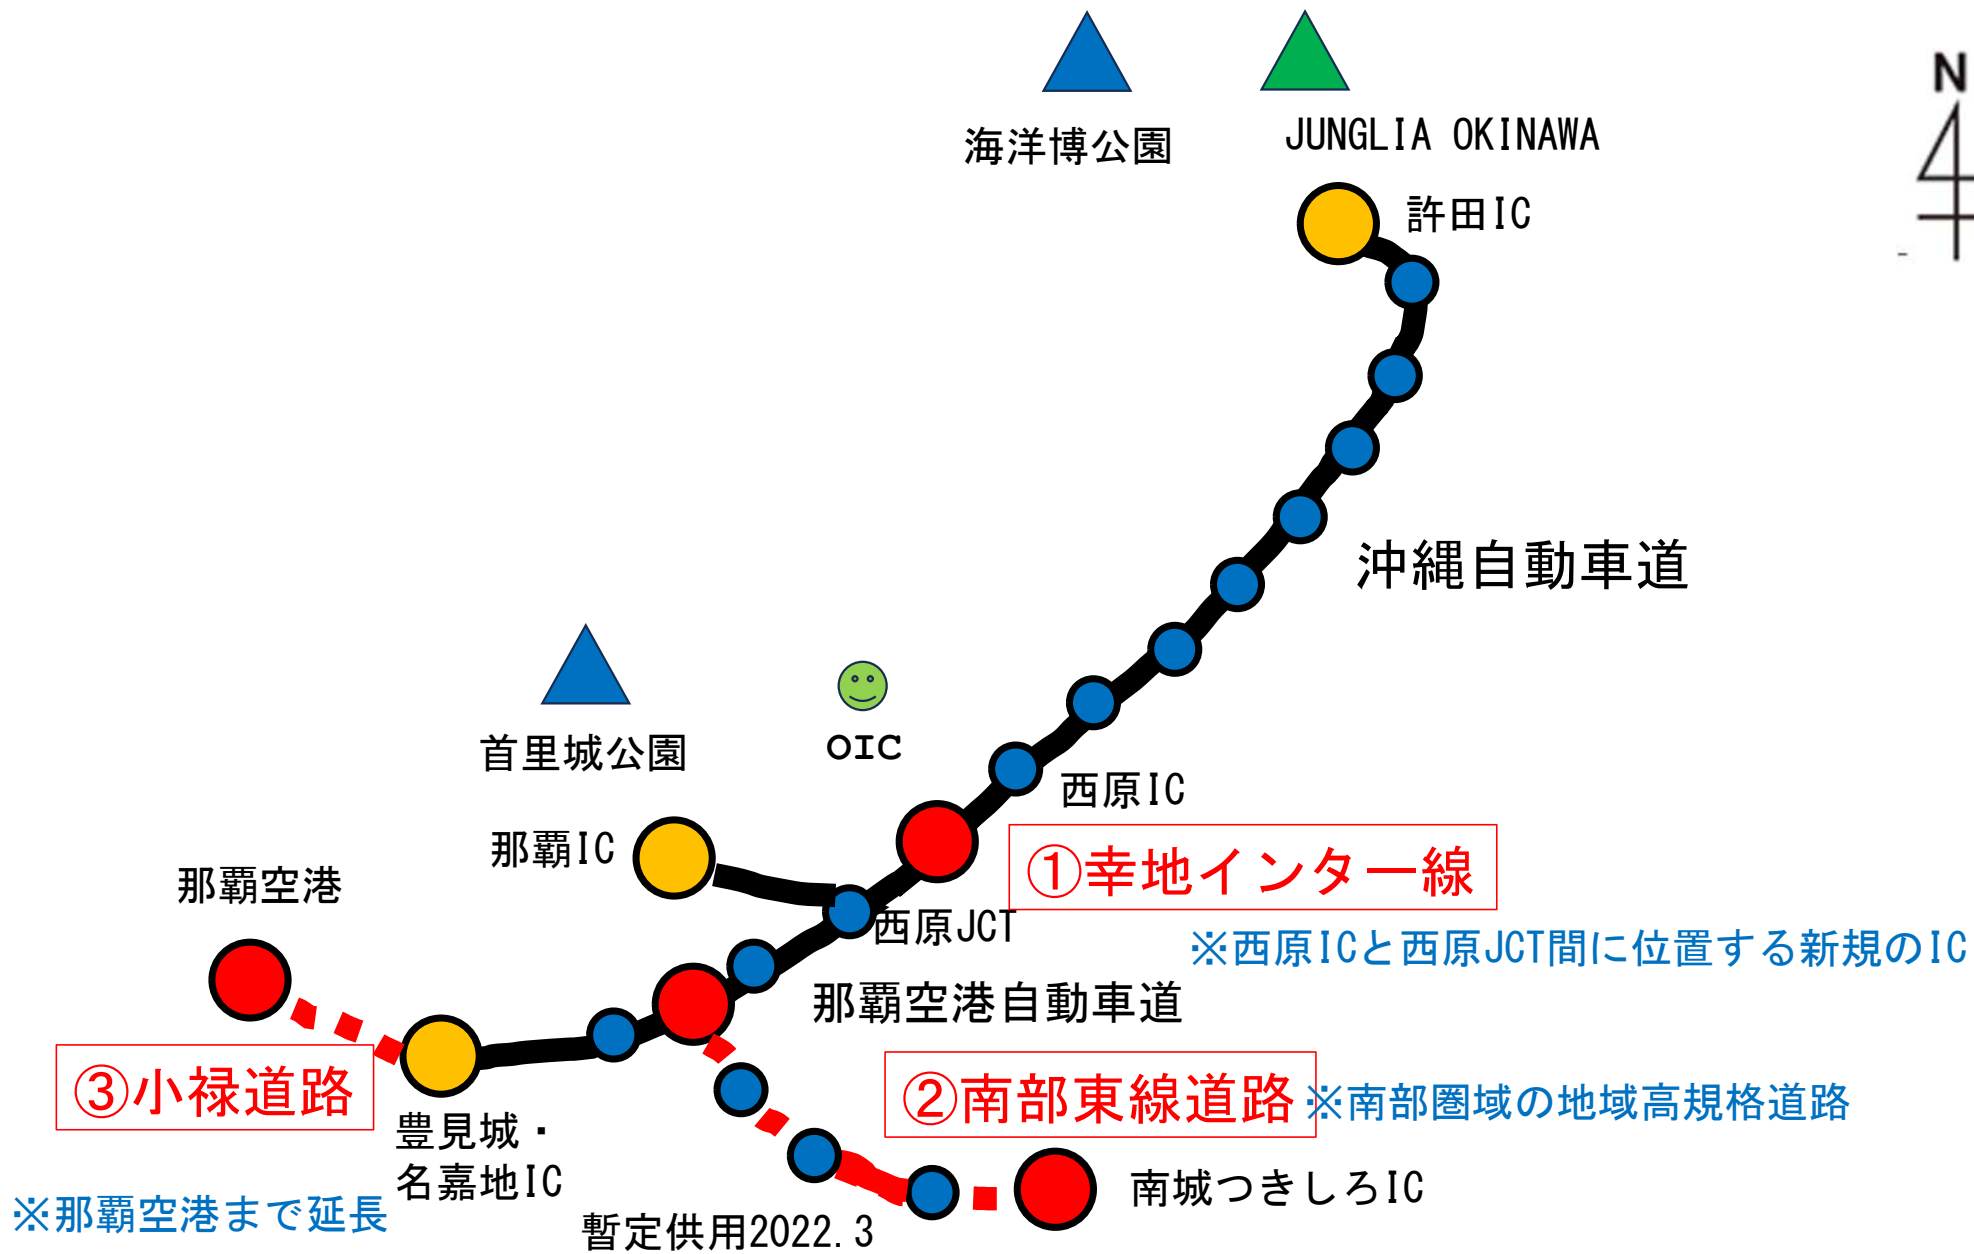 N
海洋博公園
JUNGLIA OKINAWA
許田IC
沖縄自動車道
首里城公園
OIC
西原IC
那覇IC
①幸地インター線
那覇空港
西原JCT
※西原ICと西原JCT間に位置する新規のIC
那覇空港自動車道
③小禄道路
②南部東線道路
※南部圏域の地域高規格道路
豊見城・
名嘉地IC
南城つきしろIC
※那覇空港まで延長
暫定供用2022.3